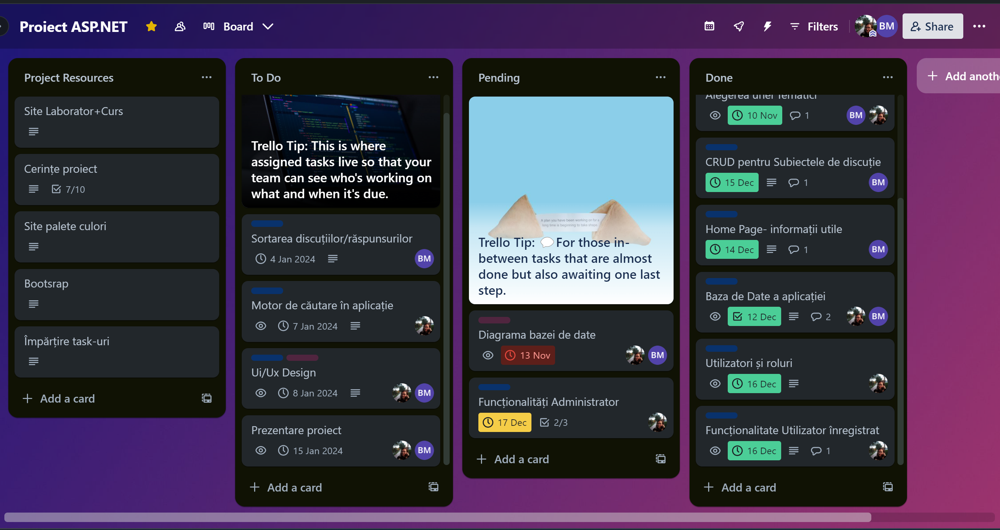 Proiect ASP.NET
Board
Filters
BM
Share
Project Resources
Site Laborator+Curs
Cerințe proiect
7/10
Site palete culori
Bootsrap
Împărțire task-uri
Add a card
To Do
Trello Tip: This is where
assigned tasks live so that your
team can see who's working on
what and when it's due.
Sortarea discuțiilor/răspunsurilor
4 Jan 2024
BM
Motor de căutare în aplicație
7 Jan 2024
Ui/Ux Design
8 Jan 2024
BM
Prezentare proiect
15 Jan 2024
BM
Add a card
Pending
A plan you have been working on for a
long time is beginning to take shape.
Trello Tip: 💬For those in-
between tasks that are almost
done but also awaiting one last
step.
Diagrama bazei de date
13 Nov
BM
Funcționalități Administrator
17 Dec
2/3
Add a card
Done
Alegerea unei Tematici
10 Nov
1
BM
CRUD pentru Subiectele de discuție
15 Dec
1
BM
Home Page- informații utile
14 Dec
1
BM
Baza de Date a aplicației
12 Dec
2
BM
Utilizatori și roluri
16 Dec
Funcționalitate Utilizator înregistrat
16 Dec
1
Add a card
Add anoth